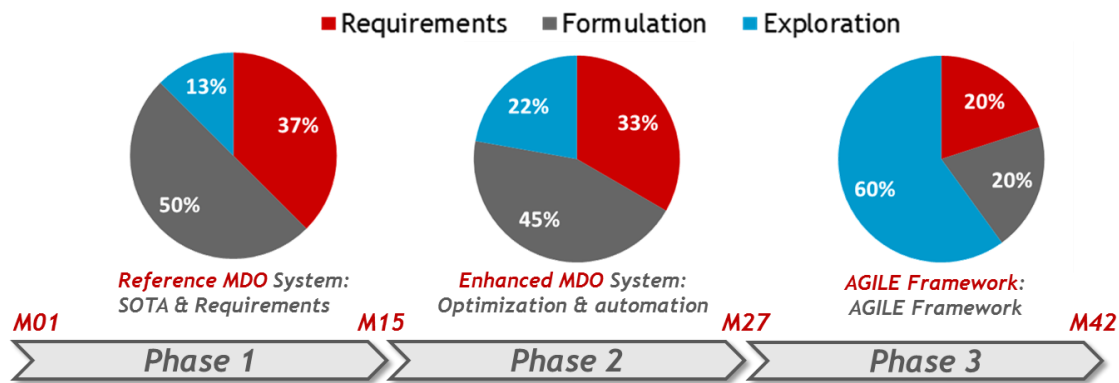 Requirements Formulation Exploration
13% 37% 50%
22% 33% 45%
20% 20% 60%
Reference MDO System:
SOTA & Requirements
Enhanced MDO System:
Optimization & automation
AGILE Framework:
AGILE Framework
M01 M15 M27 M42
Phase 1 Phase 2 Phase 3